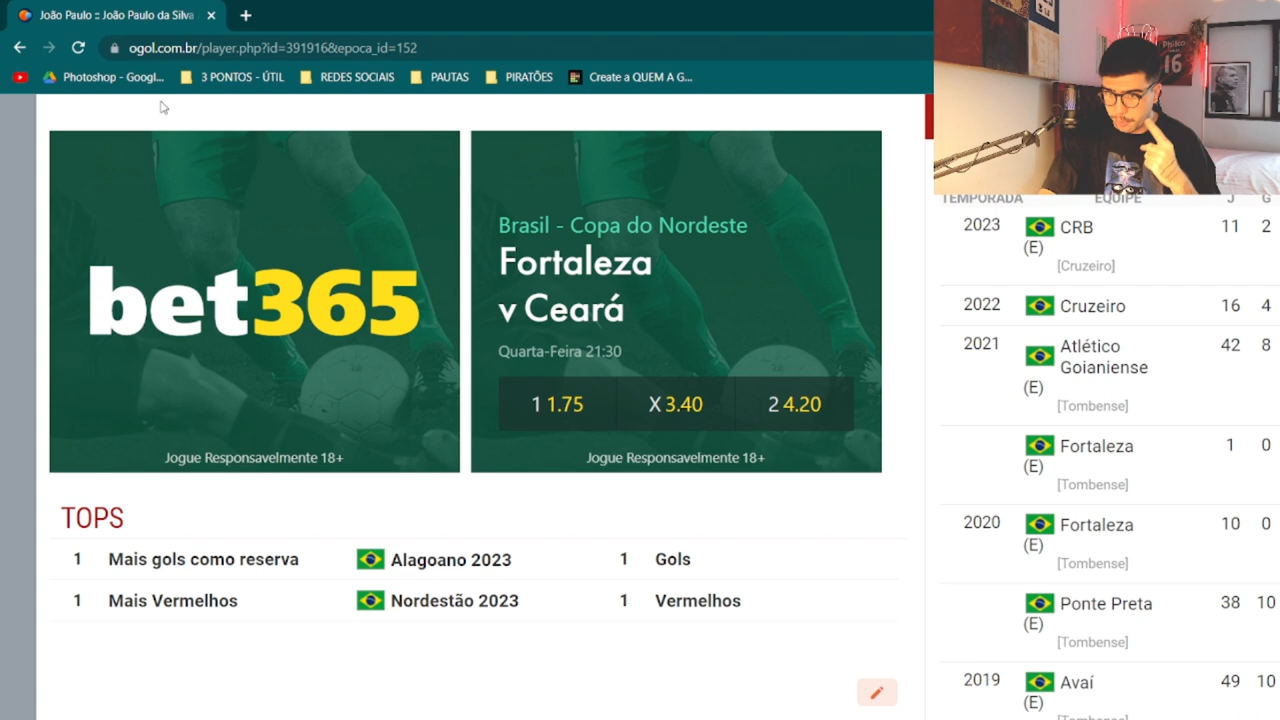 João Paulo :: João Paulo da Silva
ogol.com.br/player.php?id=391916&epoca_id=152
Photoshop - Googl...
3 PONTOS - ÚTIL
REDES SOCIAIS
PAUTAS
PIRATÕES
Create a QUEM A G...
Philco
16
bet365
Jogue Responsavelmente 18+
Brasil - Copa do Nordeste
Fortaleza
v Ceará
Quarta-Feira 21:30
1 1.75 X 3.40 2 4.20
Jogue Responsavelmente 18+
TOPS
1 Mais gols como reserva Alagoano 2023 1 Gols
1 Mais Vermelhos Nordestão 2023 1 Vermelhos
TEMPORADA EQUIPE J G
2023 CRB 11 2
(E)
[Cruzeiro]
2022 Cruzeiro 16 4
2021 Atlético Goianiense 42 8
(E)
[Tombense]
Fortaleza 1 0
(E)
[Tombense]
2020 Fortaleza 10 0
(E)
[Tombense]
Ponte Preta 38 10
(E)
[Tombense]
2019 Avaí 49 10
(E)